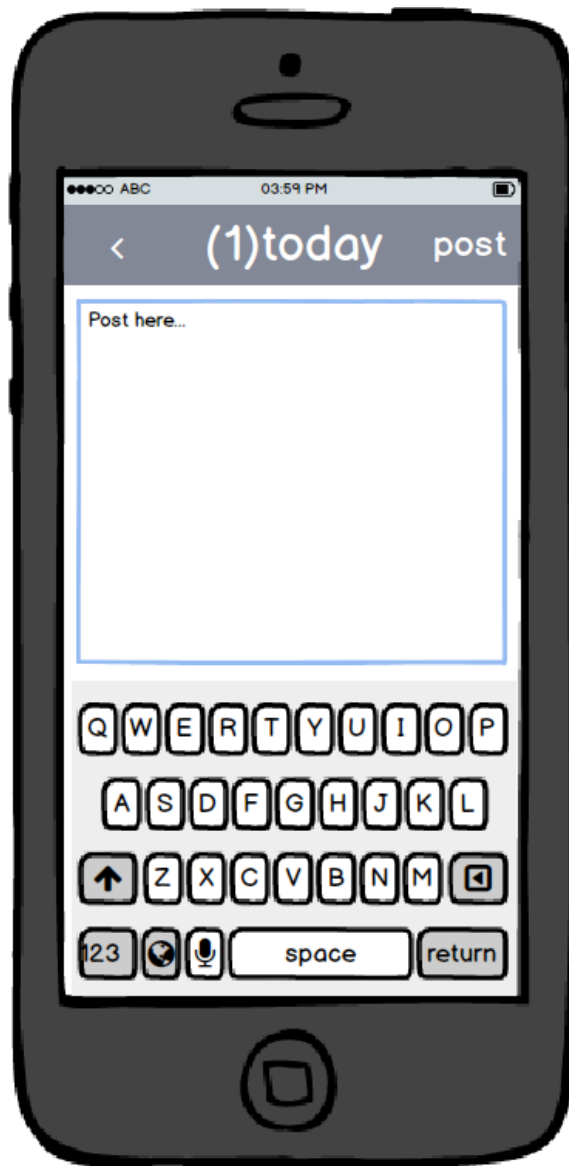 ABC 03:59 PM
< (1)today post
Post here...
Q W E R T Y U I O P
A S D F G H J K L
Z X C V B N M
123 space return